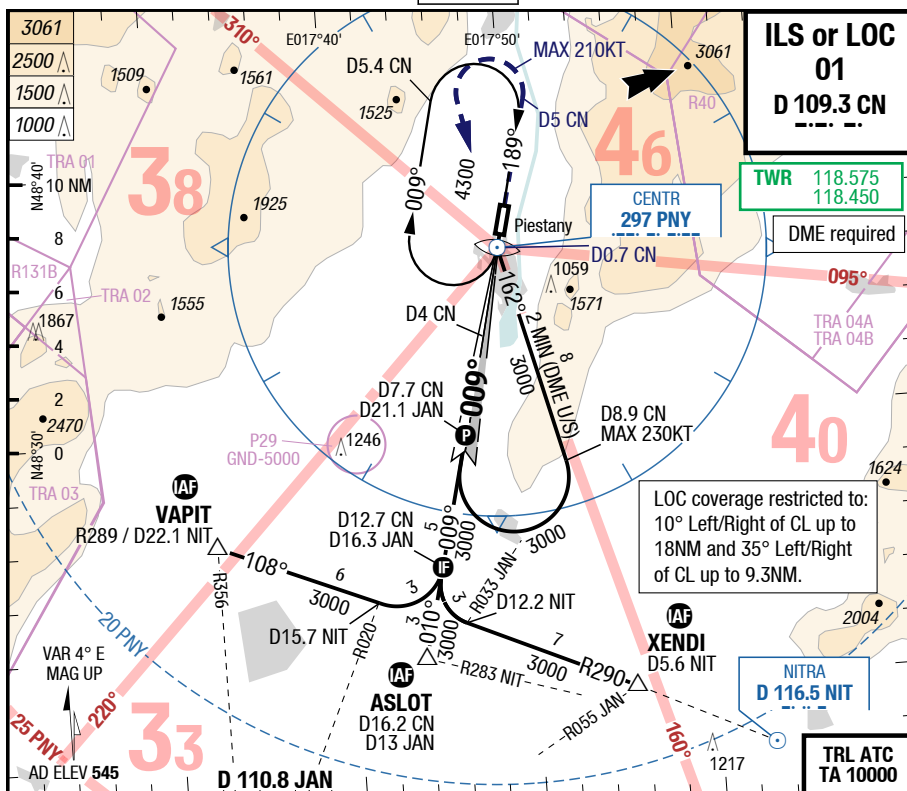 3061
2500
1500
1000
310°
E017°40'
E017°50'
MAX 210KT
3061
ILS or LOC
01
D 109.3 CN
1509
1561
D5.4 CN
1525
D5 CN
R40
46
189°
009°
4300
TRA 01
N48°40'
10 NM
38
1925
TWR 118.575
118.450
CENTR
297 PNY
Piestany
D0.7 CN
DME required
8
R131B
6
TRA 02
1555
1867
4
1059
1571
095°
162°
2 MIN (DME U/S)
8
3000
D4 CN
TRA 04A
TRA 04B
009°
D7.7 CN
D21.1 JAN
P
2
2470
N48°30'
0
TRA 03
P29
GND-5000
1246
D8.9 CN
MAX 230KT
40
1624
IAF
VAPIT
R289 / D22.1 NIT
D12.7 CN
D16.3 JAN
5
009°
3000
3000
IF
LOC coverage restricted to:
10° Left/Right of CL up to
18NM and 35° Left/Right
of CL up to 9.3NM.
108°
6
3000
3
3
3
R033 JAN
D12.2 NIT
R356
20 PNY
D15.7 NIT
R020
010°
3000
7
3000
R290
R283 NIT
IAF
XENDI
D5.6 NIT
2004
VAR 4° E
MAG UP
IAF
ASLOT
D16.2 CN
D13 JAN
R055 JAN
NITRA
D 116.5 NIT
220°
25 PNY
33
160°
1217
AD ELEV 545
D 110.8 JAN
TRL ATC
TA 10000